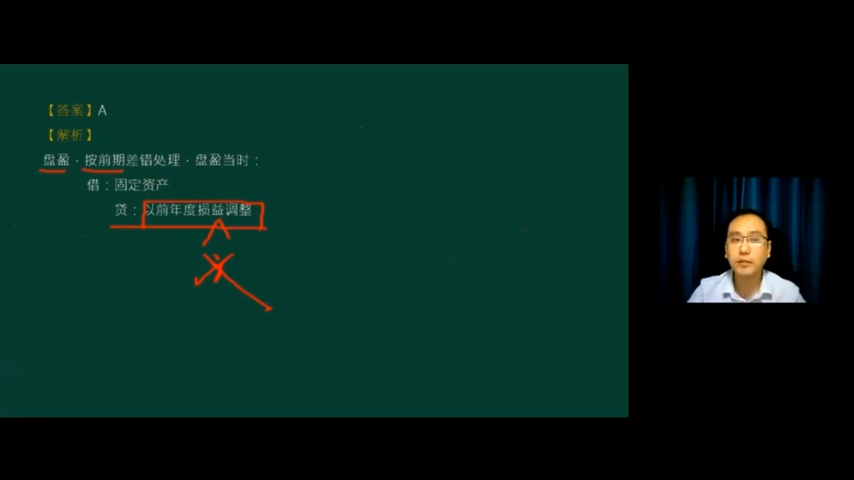 【答案】A
【解析】
盘盈，按前期差错处理，盘盈当时：
借：固定资产
贷：以前年度损益调整